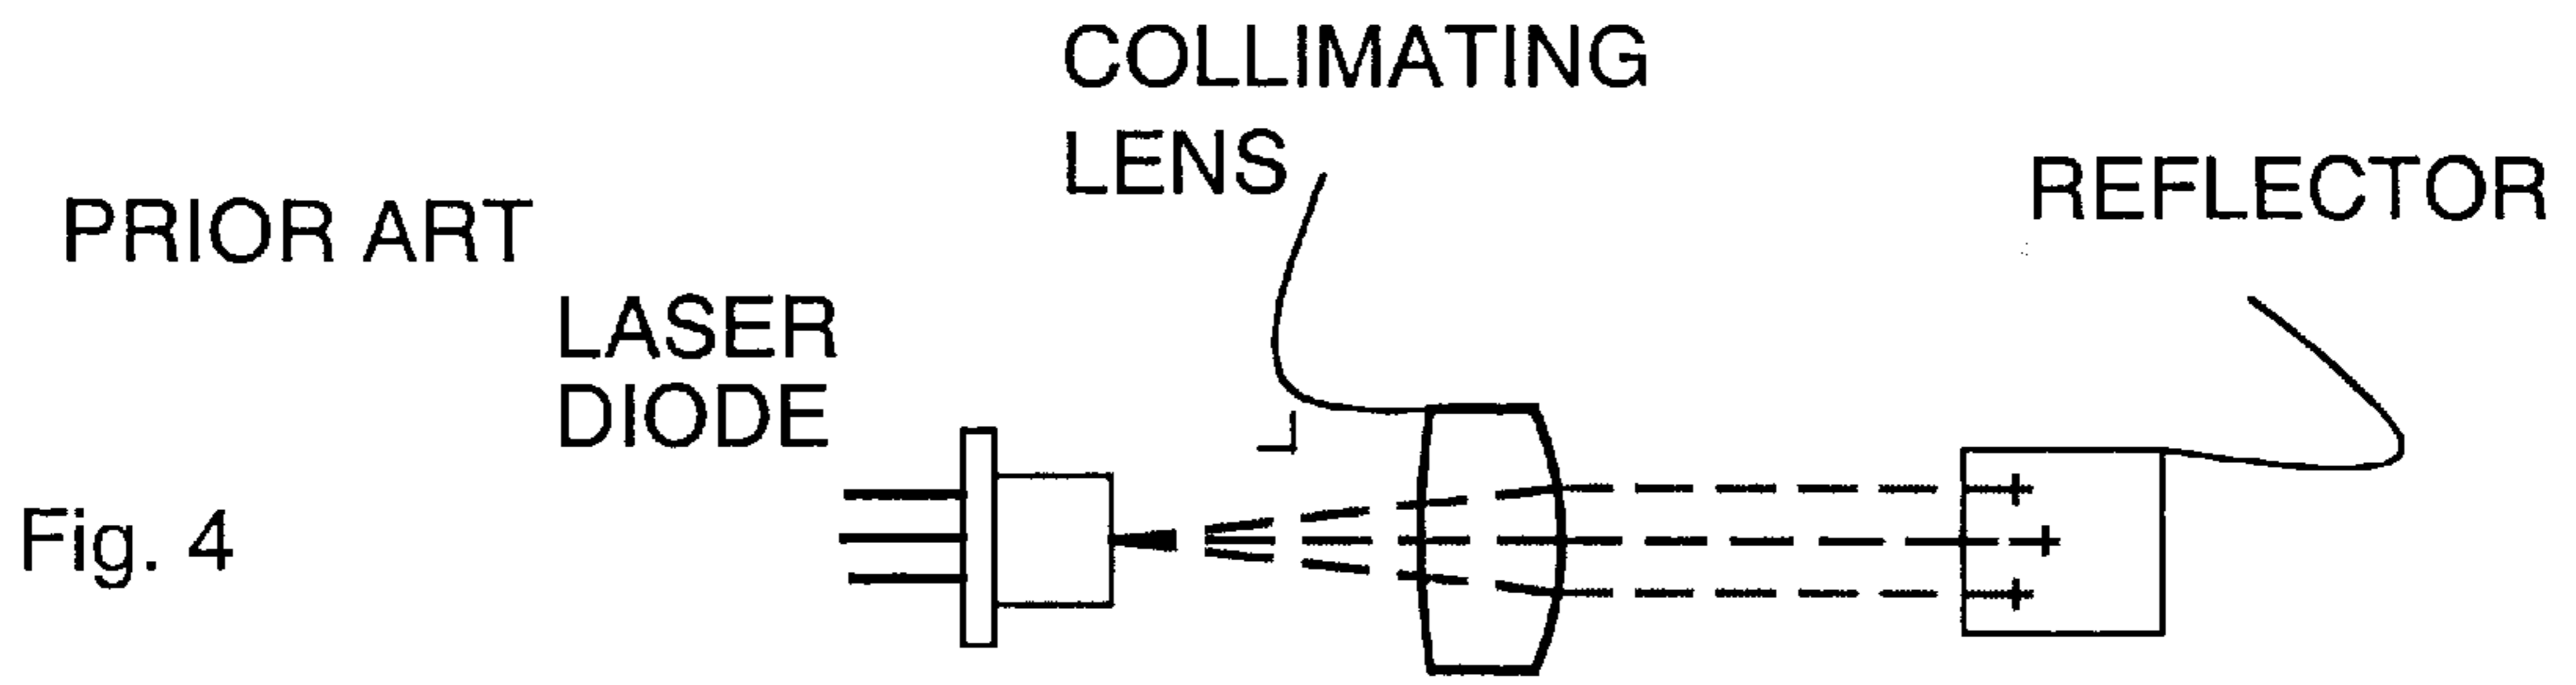 COLLIMATING
LENS
REFLECTOR
PRIOR ART
LASER
DIODE
Fig. 4